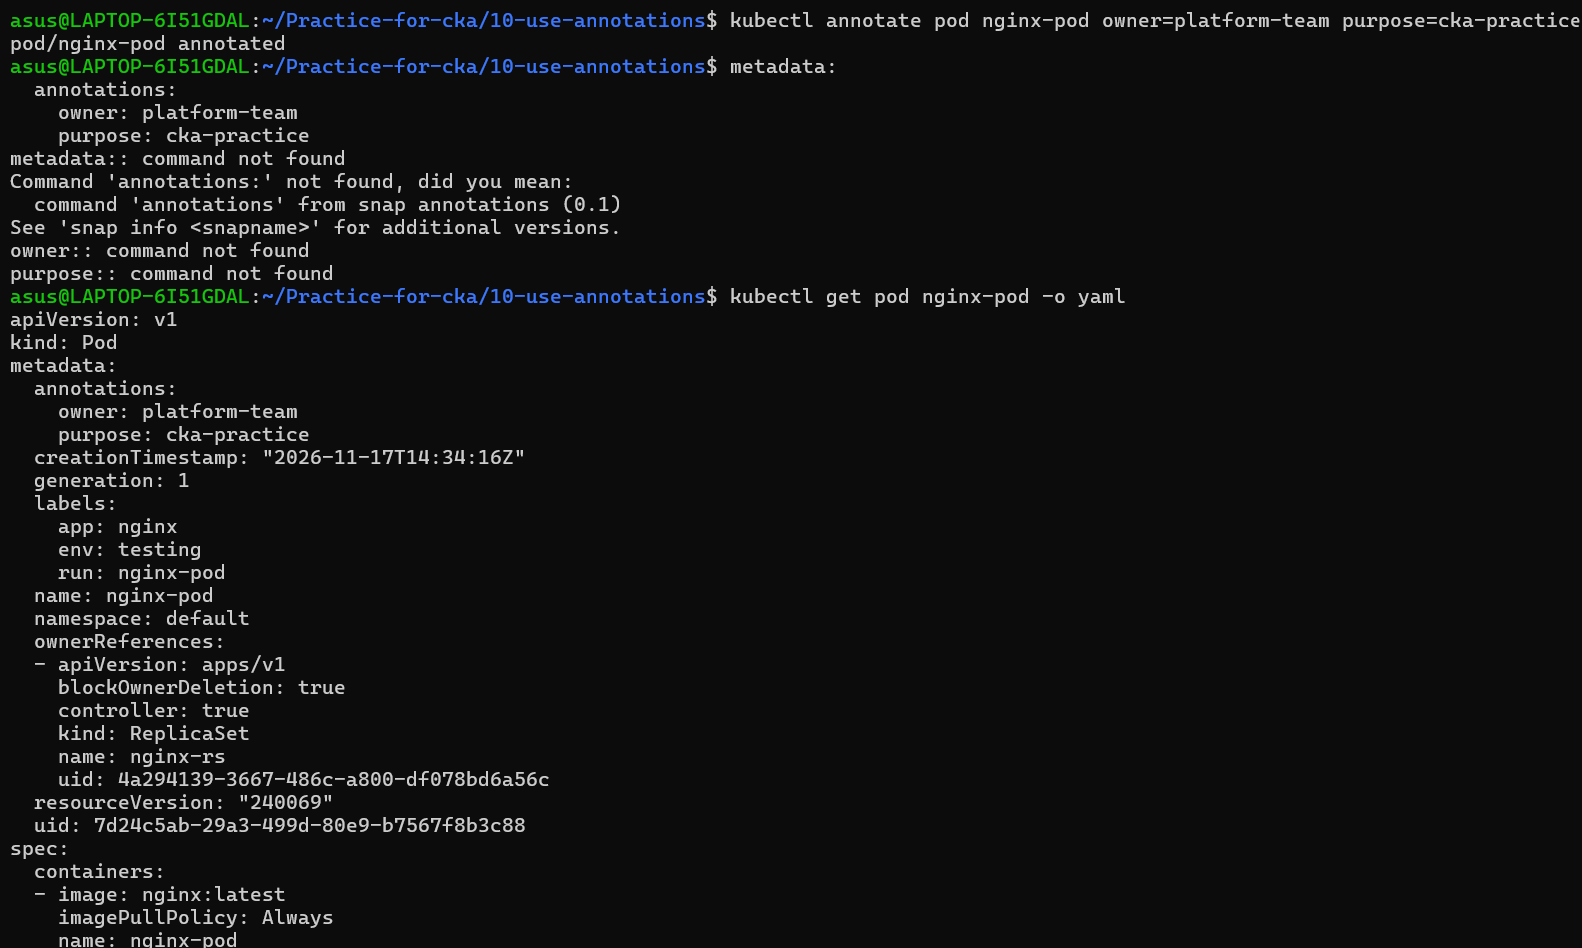 asus@LAPTOP-6I51GDAL:~/Practice-for-cka/10-use-annotations$ kubectl annotate pod nginx-pod owner=platform-team purpose=cka-practice
pod/nginx-pod annotated
asus@LAPTOP-6I51GDAL:~/Practice-for-cka/10-use-annotations$ metadata:
  annotations:
    owner: platform-team
    purpose: cka-practice
metadata:: command not found
Command 'annotations:' not found, did you mean:
  command 'annotations' from snap annotations (0.1)
See 'snap info <snapname>' for additional versions.
owner:: command not found
purpose:: command not found
asus@LAPTOP-6I51GDAL:~/Practice-for-cka/10-use-annotations$ kubectl get pod nginx-pod -o yaml
apiVersion: v1
kind: Pod
metadata:
  annotations:
    owner: platform-team
    purpose: cka-practice
  creationTimestamp: "2026-11-17T14:34:16Z"
  generation: 1
  labels:
    app: nginx
    env: testing
    run: nginx-pod
  name: nginx-pod
  namespace: default
  ownerReferences:
  - apiVersion: apps/v1
    blockOwnerDeletion: true
    controller: true
    kind: ReplicaSet
    name: nginx-rs
    uid: 4a294139-3667-486c-a800-df078bd6a56c
  resourceVersion: "240069"
  uid: 7d24c5ab-29a3-499d-80e9-b7567f8b3c88
spec:
  containers:
  - image: nginx:latest
    imagePullPolicy: Always
    name: nginx-pod